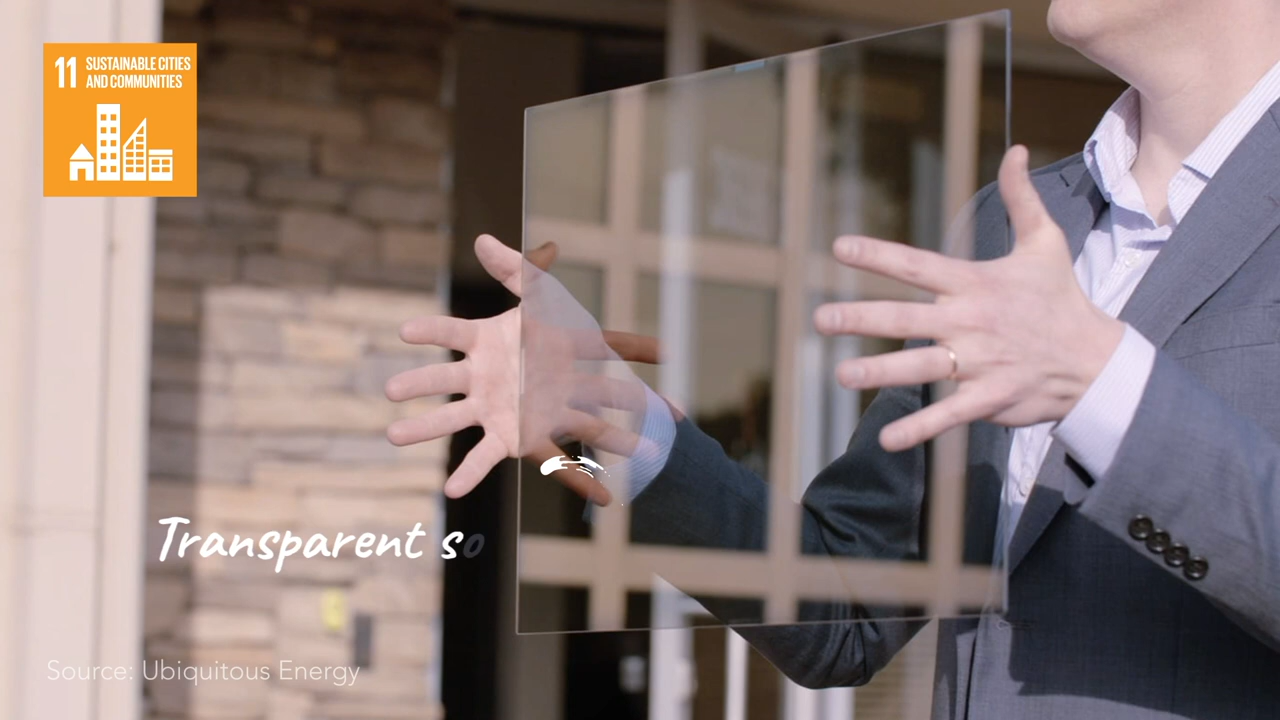 11 SUSTAINABLE CITIES
AND COMMUNITIES
Transparent so
Source: Ubiquitous Energy